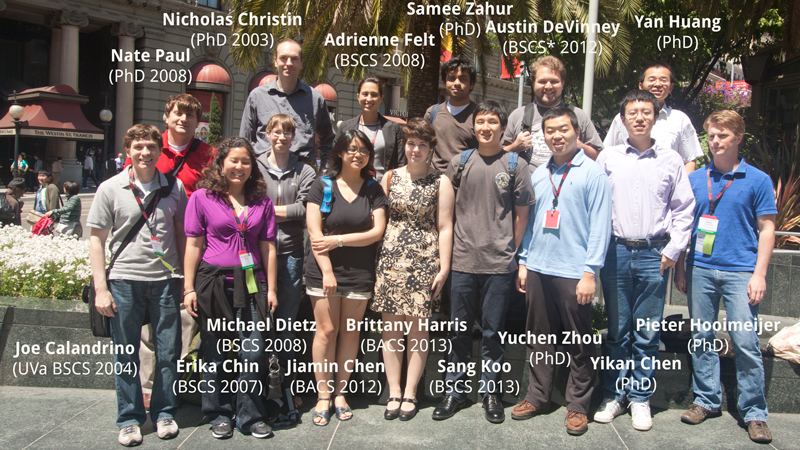 Nicholas Christin
(PhD 2003)
Samee Zahur
(PhD)
Austin DeVinney
(BSCS* 2012)
Yan Huang
(PhD)
Adrienne Felt
(BSCS 2008)
Nate Paul
(PhD 2008)
THE WESTIN ST. FRANCIS
Joe Calandrino
(UVa BSCS 2004)
Michael Dietz
(BSCS 2008)
Erika Chin
(BSCS 2007)
Brittany Harris
(BACS 2013)
Jiamin Chen
(BACS 2012)
Sang Koo
(BSCS 2013)
Yuchen Zhou
(PhD)
Yikan Chen
(PhD)
Pieter Hooimeijer
(PhD)